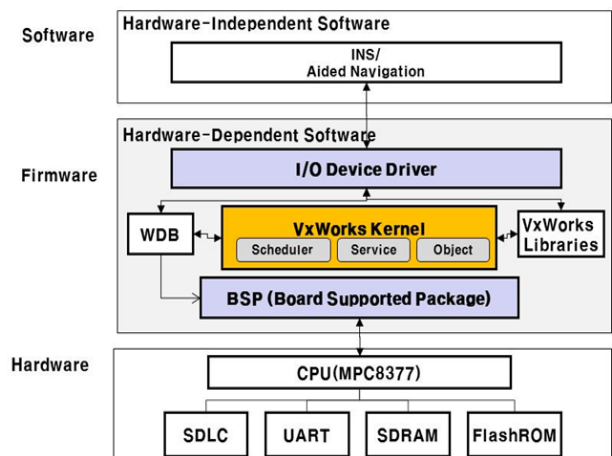 Software
Hardware-Independent Software
INS/
Aided Navigation
Firmware
Hardware-Dependent Software
I/O Device Driver
WDB
VxWorks Kernel
Scheduler
Service
Object
VxWorks
Libraries
BSP (Board Supported Package)
Hardware
CPU(MPC8377)
SDLC
UART
SDRAM
FlashROM